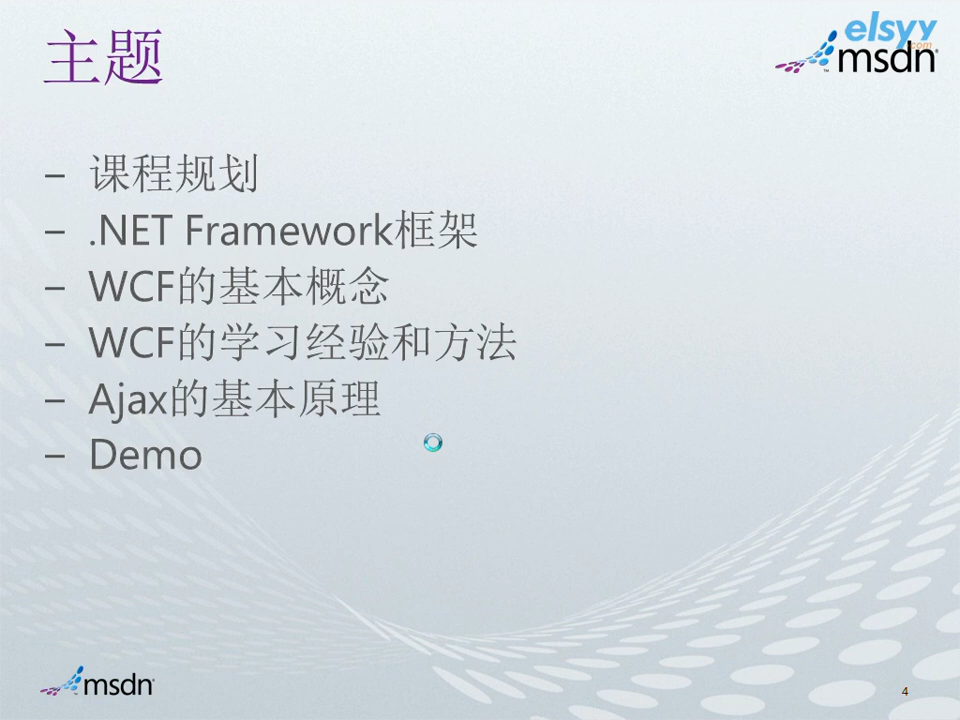 主题
elsyy
.com
msdn
– 课程规划
– .NET Framework框架
– WCF的基本概念
– WCF的学习经验和方法
– Ajax的基本原理
– Demo
msdn
4